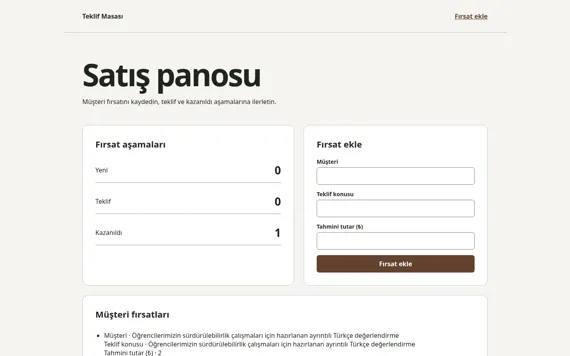 Teklif Masası
Fırsat ekle
Satış panosu
Müşteri fırsatını kaydedin, teklif ve kazanıldı aşamalarına ilerletin.
Fırsat aşamaları
Yeni 0
Teklif 0
Kazanıldı 1
Fırsat ekle
Müşteri
Teklif konusu
Tahmini tutar (₺)
Fırsat ekle
Müşteri fırsatları
• Müşteri · Öğrencilerimizin sürdürülebilirlik çalışmaları için hazırlanan ayrıntılı Türkçe değerlendirme
Teklif konusu · Öğrencilerimizin sürdürülebilirlik çalışmaları için hazırlanan ayrıntılı Türkçe değerlendirme
Tahmini tutar (₺) · 2